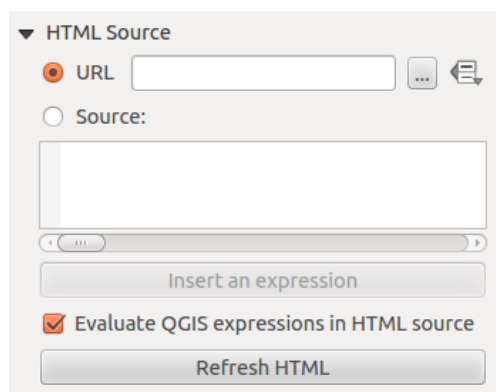 HTML Source
URL ...
Source:
Insert an expression
Evaluate QGIS expressions in HTML source
Refresh HTML